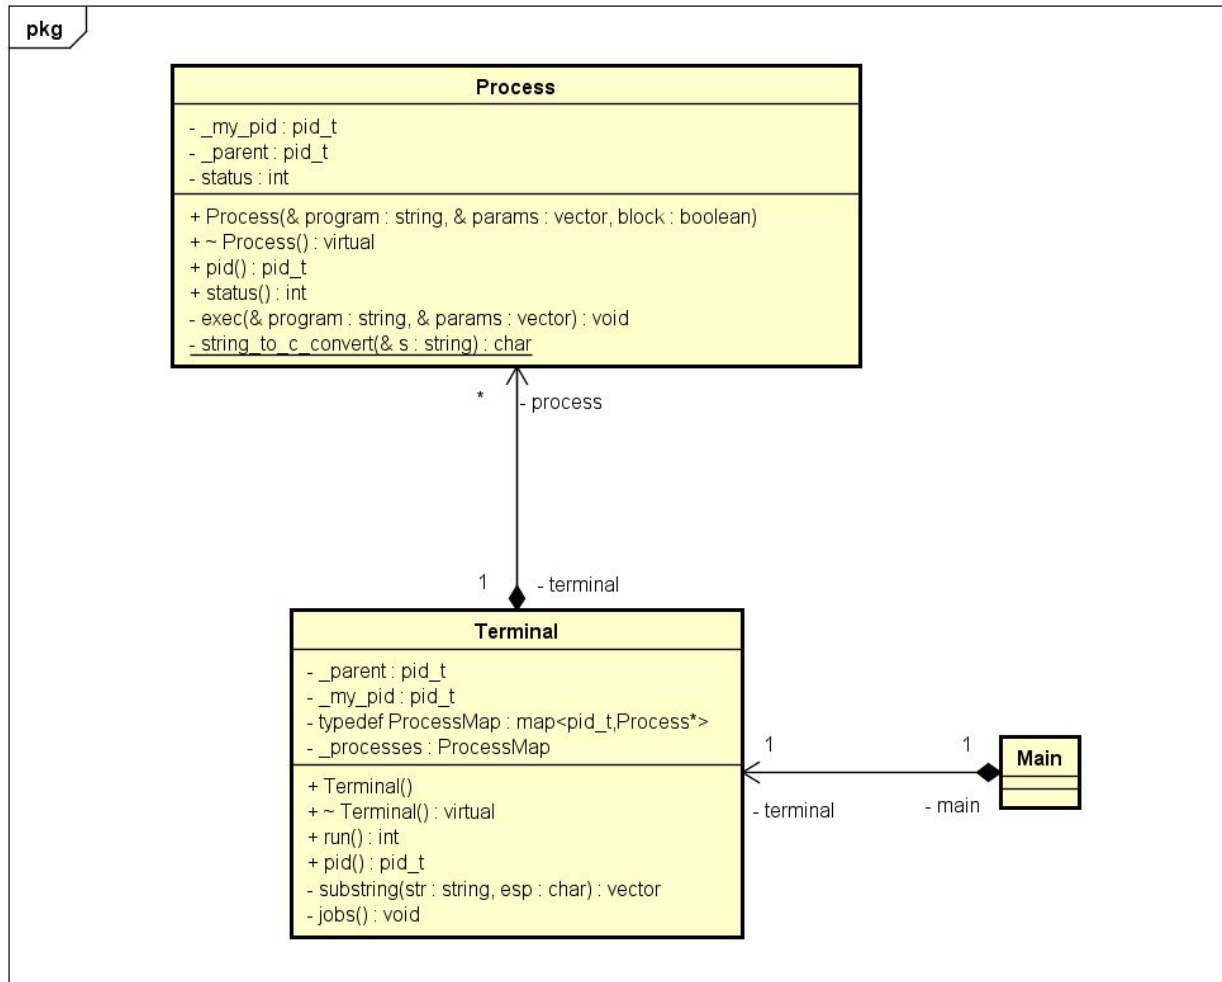 pkg
Process
- _my_pid : pid_t
- _parent : pid_t
- status : int
+ Process(& program : string, & params : vector, block : boolean)
+ ~ Process() : virtual
+ pid() : pid_t
+ status() : int
- exec(& program : string, & params : vector) : void
- string_to_c_convert(& s : string) : char
*
- process
1
- terminal
Terminal
- _parent : pid_t
- _my_pid : pid_t
- typedef ProcessMap : map<pid_t,Process*>
- _processes : ProcessMap
+ Terminal()
+ ~ Terminal() : virtual
+ run() : int
+ pid() : pid_t
- substring(str : string, esp : char) : vector
- jobs() : void
1
1
- terminal
- main
Main